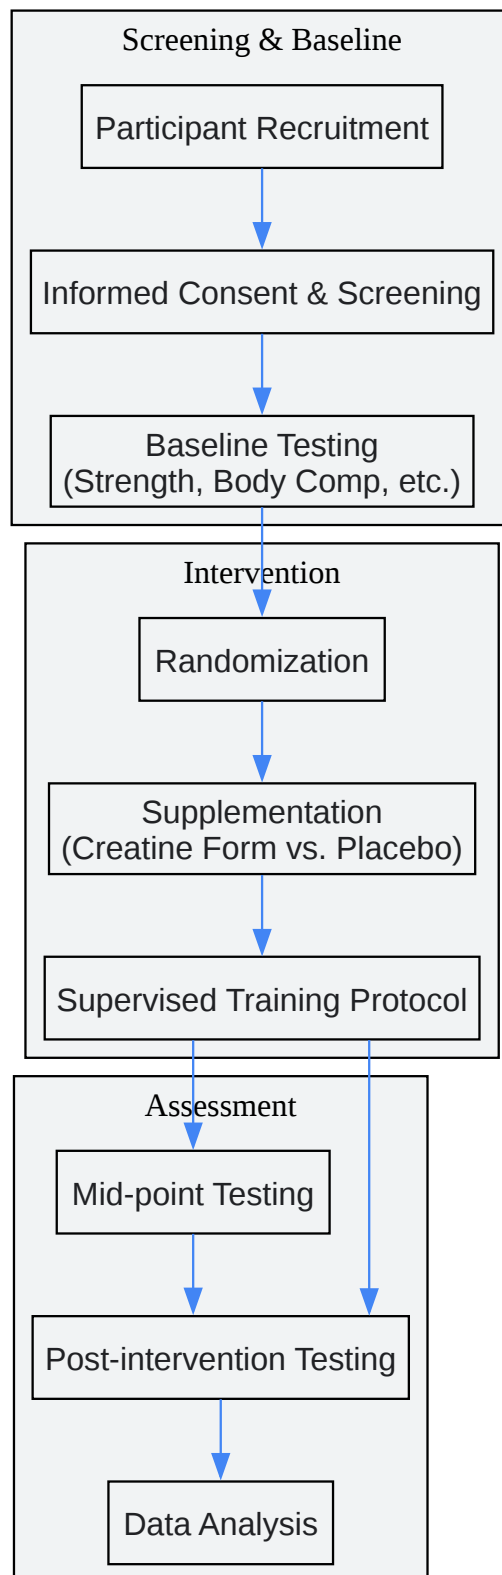 Screening & Baseline
Participant Recruitment
Informed Consent & Screening
Baseline Testing
(Strength, Body Comp, etc.)
Intervention
Randomization
Supplementation
(Creatine Form vs. Placebo)
Supervised Training Protocol
Assessment
Mid-point Testing
Post-intervention Testing
Data Analysis